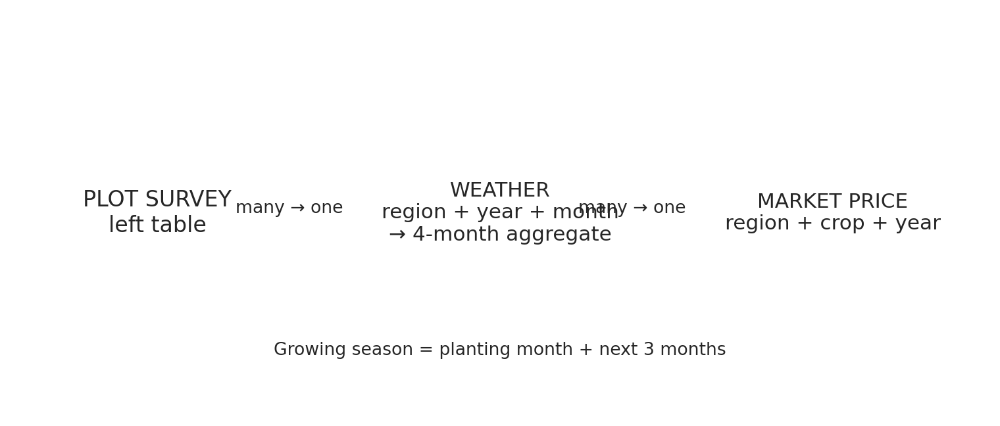 PLOT SURVEY
left table
many → one
WEATHER
region + year + month
→ 4-month aggregate
many → one
MARKET PRICE
region + crop + year
Growing season = planting month + next 3 months